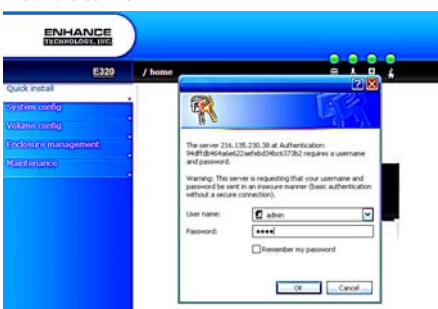 ENHANCE
TECHNOLOGY, INC.
E320
/ home
Quick install
System config
Volume config
Enclosure management
Maintenance
The server 216.135.230.38 at Authentication:
requires a username
and password.
Warning: This server is requesting that your username and
password be sent in an insecure manner (basic authentication
without a secure connection).
User name:
admin
Password:
••••
Remember my password
OK
Cancel